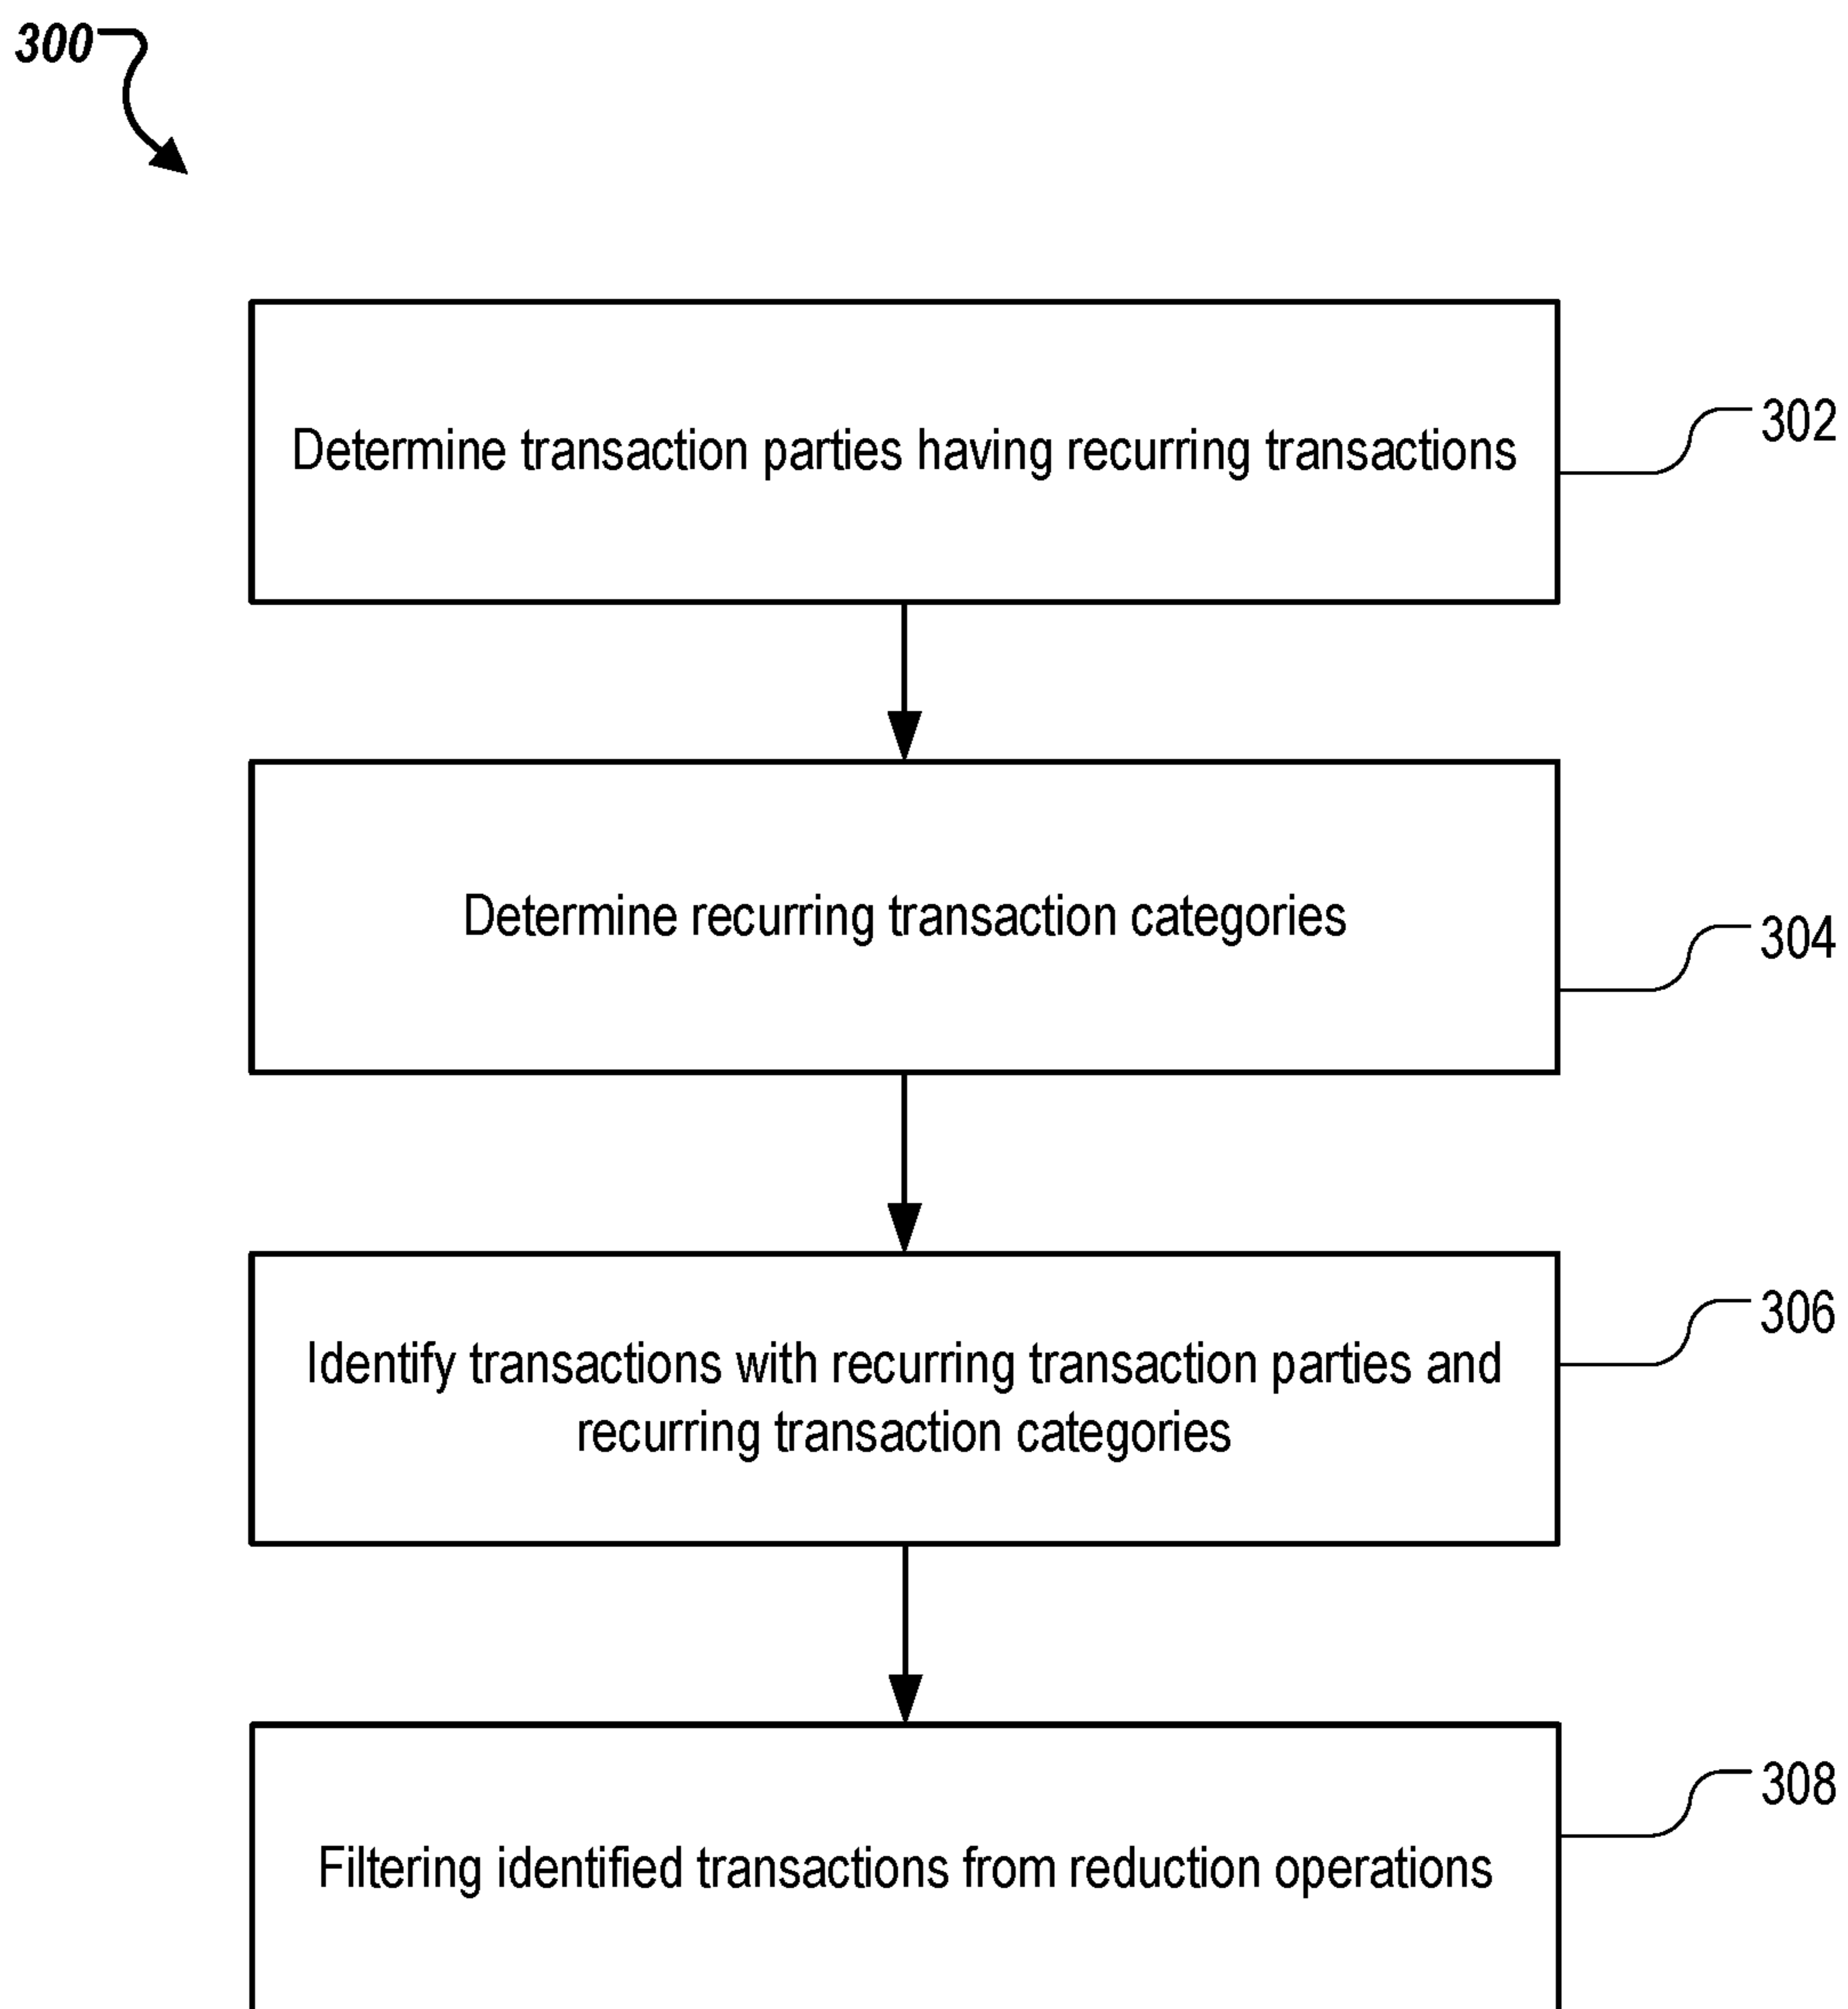 300
Determine transaction parties having recurring transactions
302
Determine recurring transaction categories
304
Identify transactions with recurring transaction parties and
recurring transaction categories
306
Filtering identified transactions from reduction operations
308